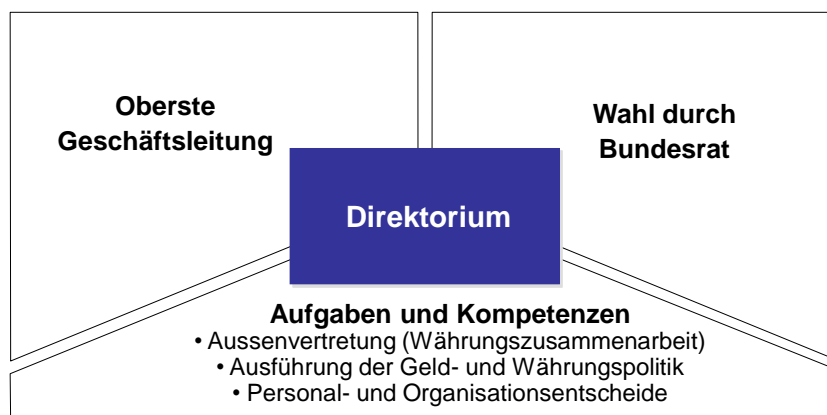 Oberste
Geschäftsleitung
Wahl durch
Bundesrat
Direktorium
Aufgaben und Kompetenzen
• Aussenvertretung (Währungszusammenarbeit)
• Ausführung der Geld- und Währungspolitik
• Personal- und Organisationsentscheide